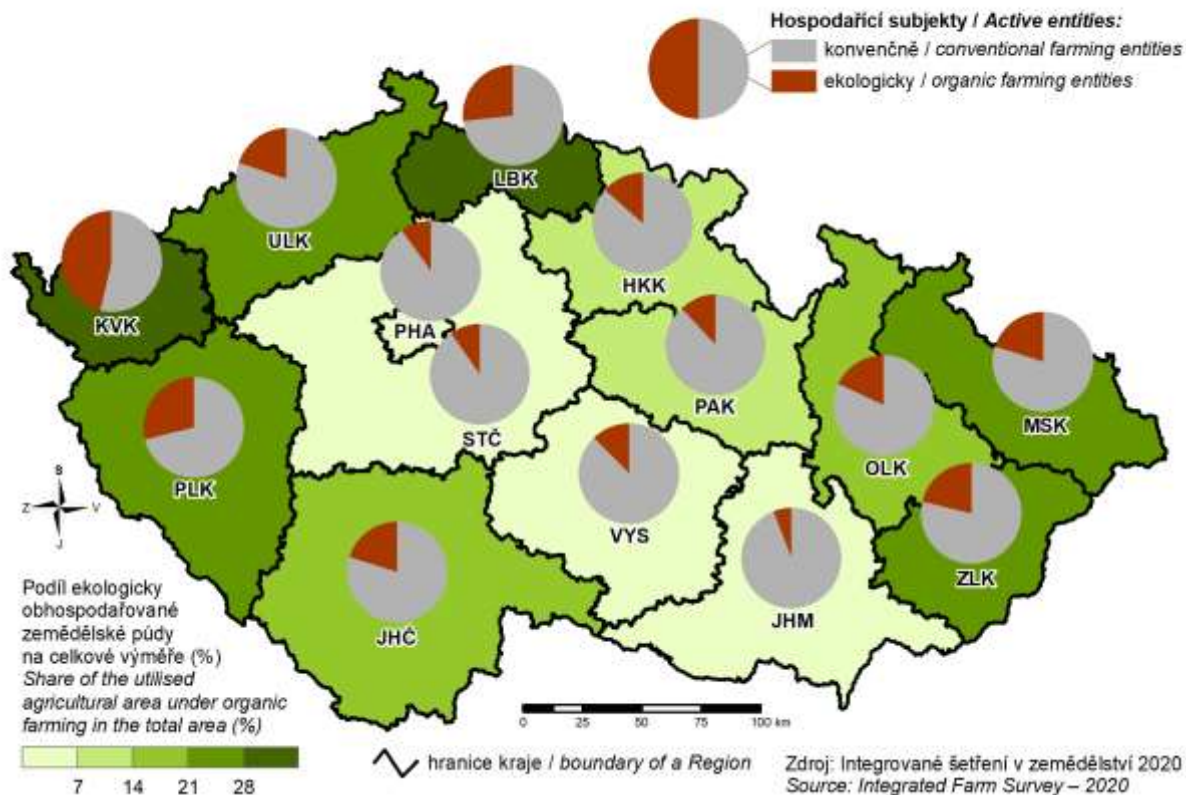 Hospodařící subjekty / Active entities:
konvenčně / conventional farming entities
ekologicky / organic farming entities
LBK
ULK
HKK
KVK
PHA
PAK
MSK
STČ
OLK
PLK
VYS
ZLK
JHČ
JHM
S
Z
V
J
Podíl ekologicky
obhospodařované
zemědělské půdy
na celkové výměře (%)
Share of the utilised
agricultural area under organic
farming in the total area (%)
7 14 21 28
0 25 50 75 100 km
hranice kraje / boundary of a Region
Zdroj: Integrované šetření v zemědělství 2020
Source: Integrated Farm Survey – 2020